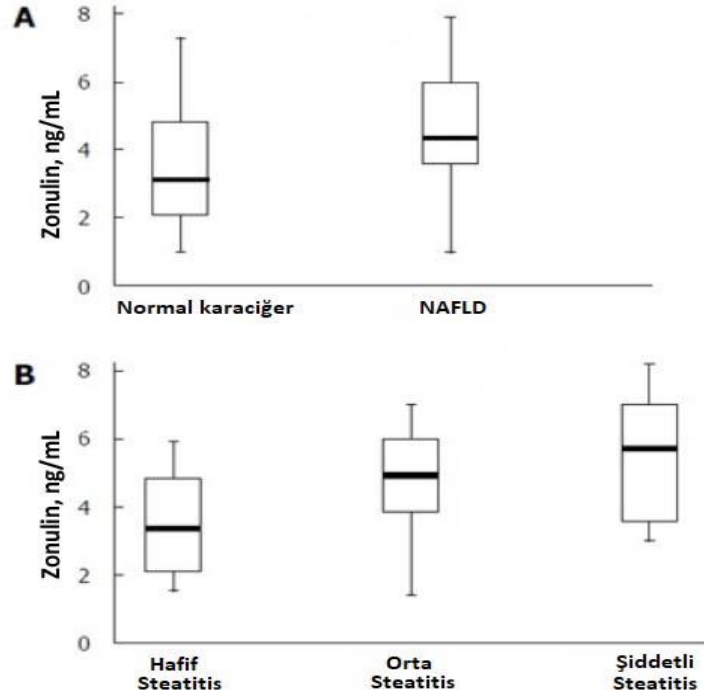 A
8
6
4
2
0
Zonulin, ng/mL
Normal karaciğer
NAFLD
B
8
6
4
2
0
Zonulin, ng/mL
Hafif
Steatitis
Orta
Steatitis
Şiddetli
Steatitis